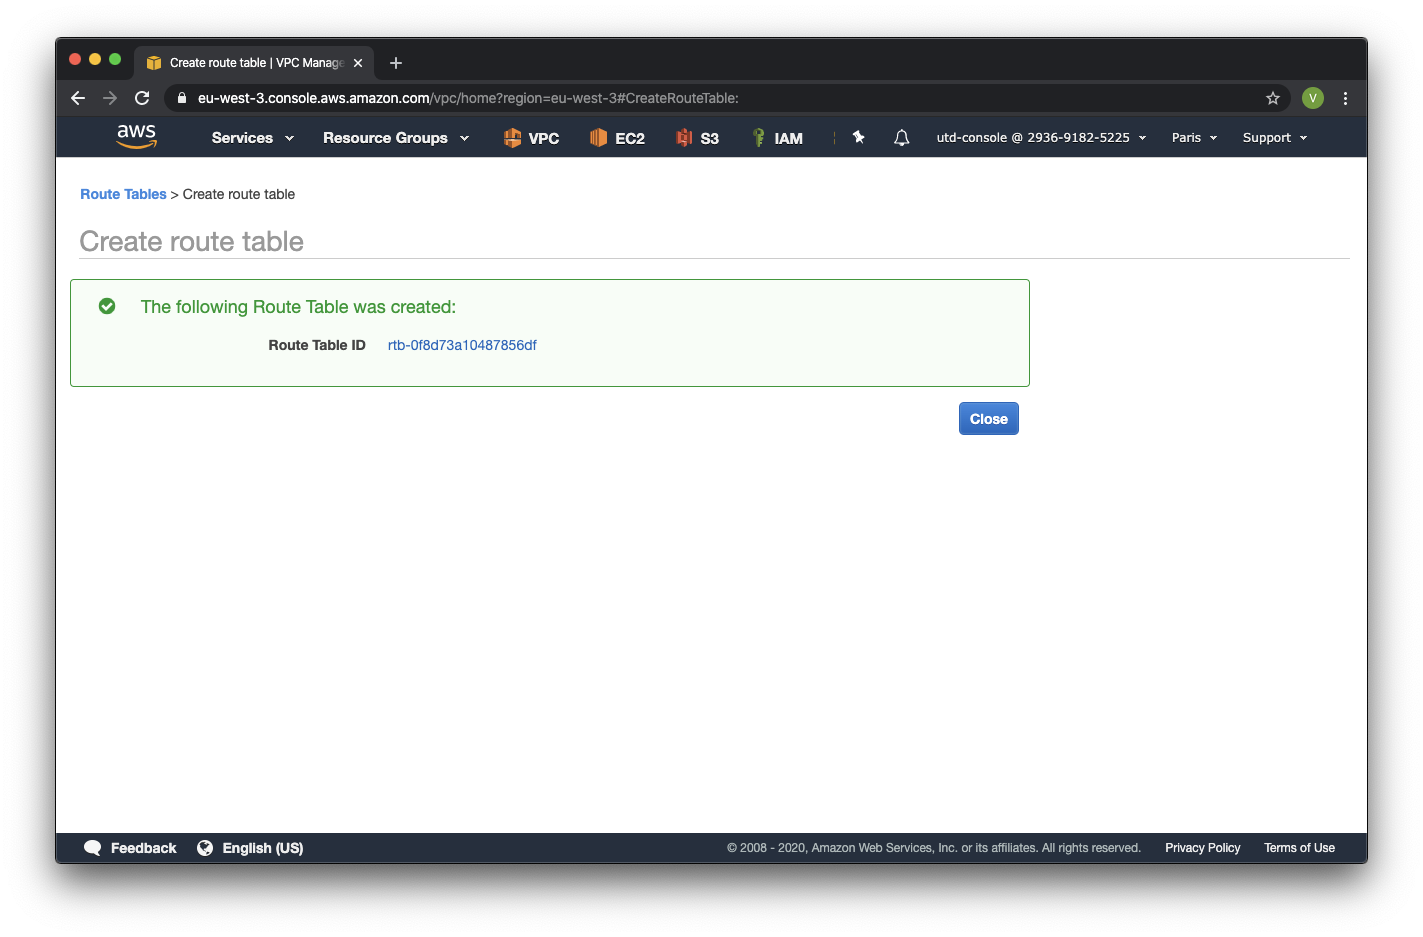 Create route table | VPC Manage
eu-west-3.console.aws.amazon.com/vpc/home?region=eu-west-3#CreateRouteTable:
V
aws
Services
Resource Groups
VPC
EC2
S3
IAM
utd-console @ 2936-9182-5225
Paris
Support
Route Tables > Create route table
Create route table
The following Route Table was created:
Route Table ID rtb-0f8d73a10487856df
Close
Feedback
English (US)
© 2008 - 2020, Amazon Web Services, Inc. or its affiliates. All rights reserved.
Privacy Policy
Terms of Use